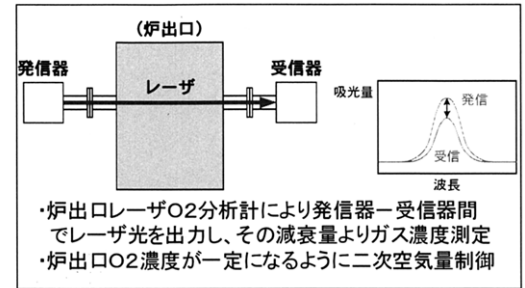 (炉出口)
発信器
レーザ
受信器
吸光量
発信
受信
波長
・炉出口レーザO2分析計により発信器－受信器間
でレーザ光を出力し、その減衰量よりガス濃度測定
・炉出口O2濃度が一定になるように二次空気量制御